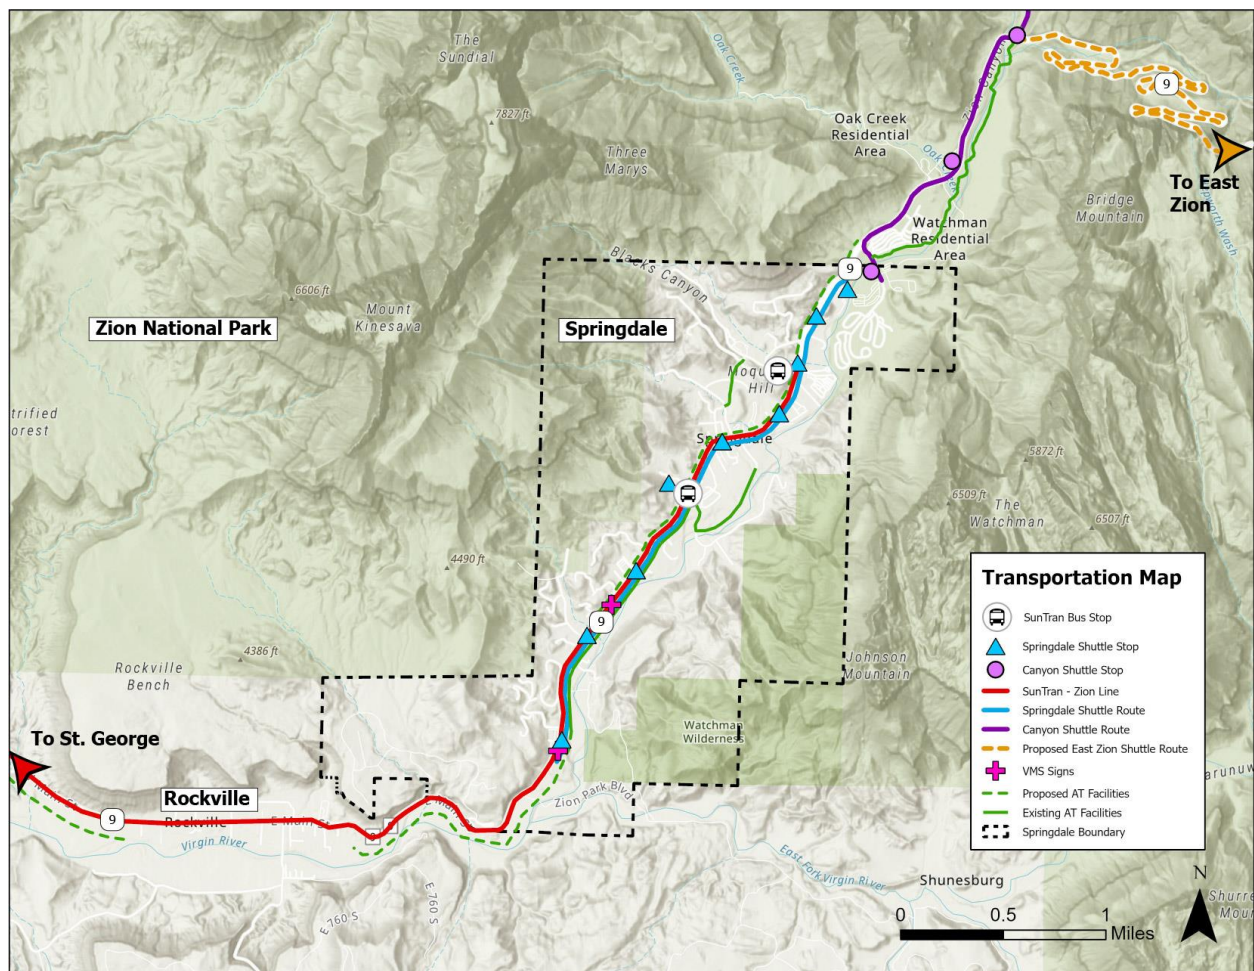 The
Sundial
Oak Creek
7827 ft
Zion Canyon
9
Oak Creek
Residential
Area
Three
Marys
Oak Creek
To East
Zion
Bridge
Mountain
Watchman
Residential
Area
Blacks Canyon
9
6606 ft
Mount
Kinesava
Zion National Park
Springdale
Hill
Springdale
5872 ft
6509 ft
The
Watchman
6507 ft
4490 ft
9
4386 ft
Rockville
Bench
Johnson
Mountain
Watchman
Wilderness
To St. George
Rockville
9
Rockville
E Main St
Zion Park Blvd
Virgin River
East Fork Virgin River
E 760 S
E 760 S
Shunesburg
Transportation Map
SunTran Bus Stop
Springdale Shuttle Stop
Canyon Shuttle Stop
SunTran - Zion Line
Springdale Shuttle Route
Canyon Shuttle Route
Proposed East Zion Shuttle Route
VMS Signs
Proposed AT Facilities
Existing AT Facilities
Springdale Boundary
0 0.5 1
Miles
N